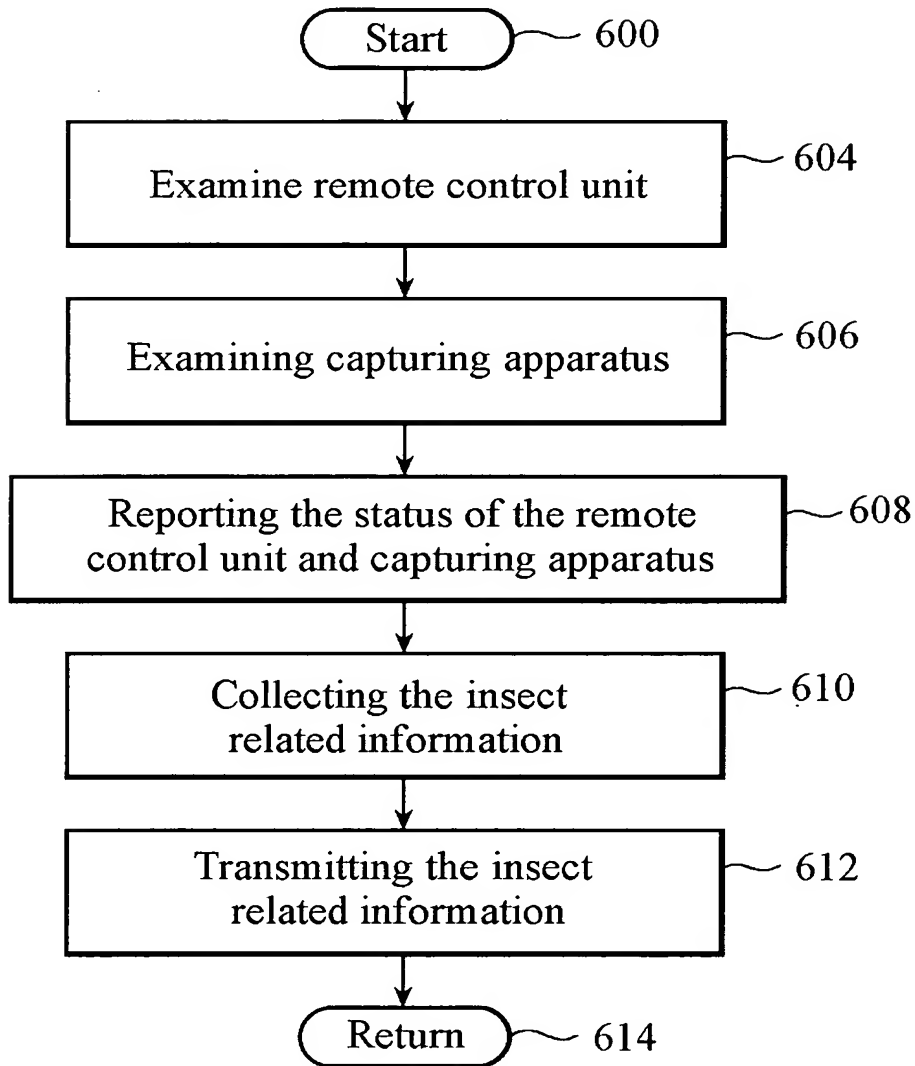 Start
600
Examine remote control unit
604
Examining capturing apparatus
606
Reporting the status of the remote
control unit and capturing apparatus
608
Collecting the insect
related information
610
Transmitting the insect
related information
612
Return
614